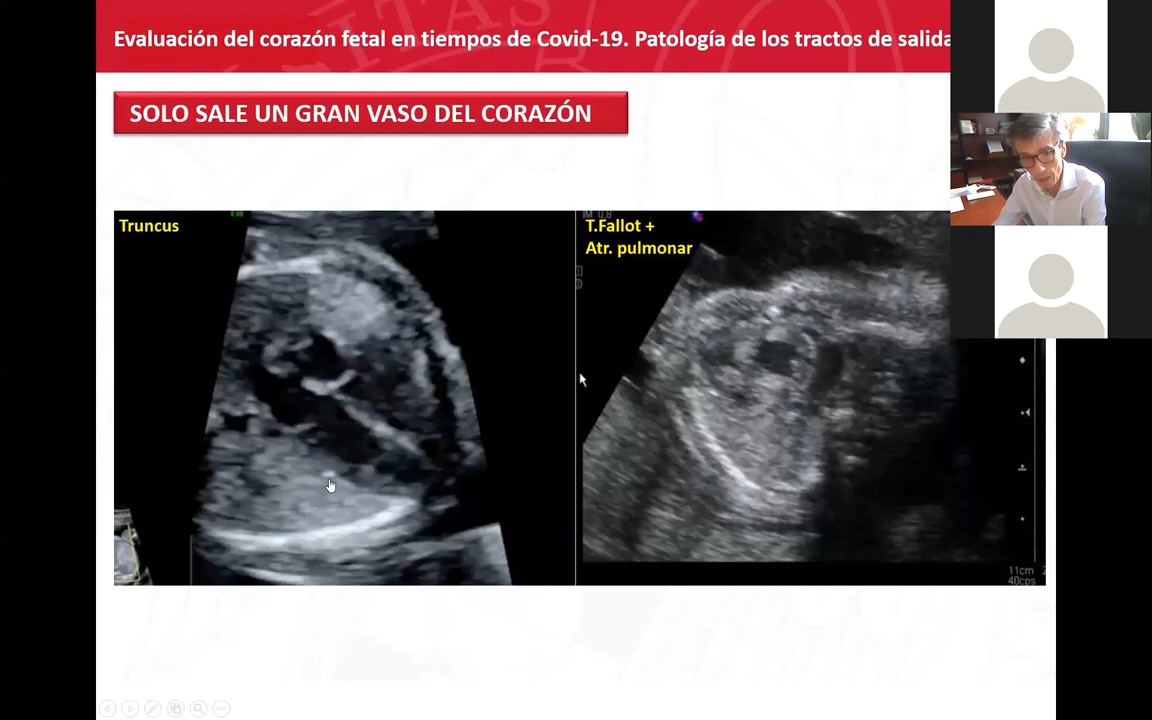 Evaluación del corazón fetal en tiempos de Covid-19. Patología de los tractos de salida
SOLO SALE UN GRAN VASO DEL CORAZÓN
Truncus
T.Fallot +
Atr. pulmonar
11cm
40cps